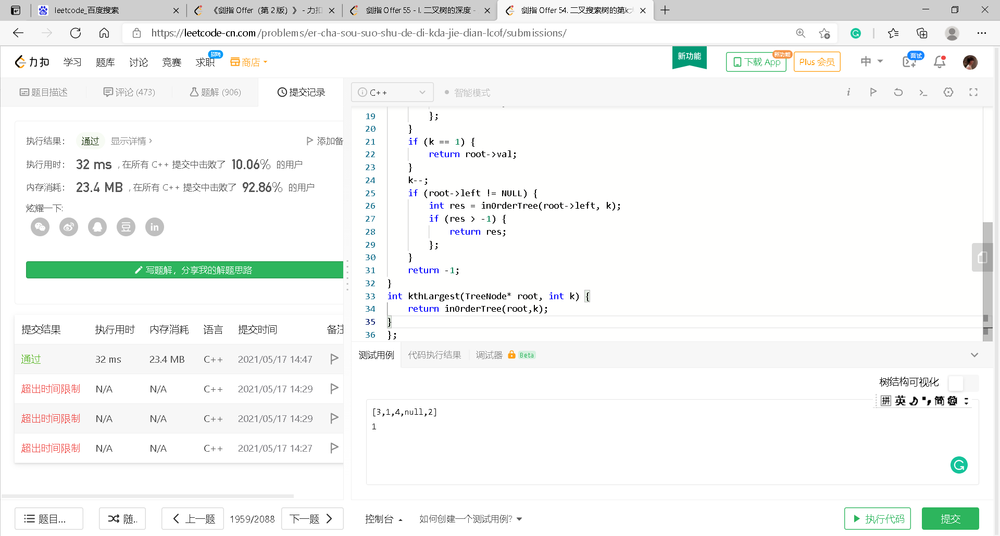 leetcode_百度搜索
《剑指 Offer（第 2 版）》 - 力扣
剑指 Offer 55 - I. 二叉树的深度 -
剑指 Offer 54. 二叉搜索树的第k大
https://leetcode-cn.com/problems/er-cha-sou-suo-shu-de-di-kda-jie-dian-lcof/submissions/
力扣
学习
题库
讨论
竞赛
求职
招聘
商店
新功能
下载 App
新功能
Plus 会员
中
面试
题目描述
评论 (473)
题解 (906)
提交记录
C++
智能模式
执行结果：
通过
显示详情 >
添加备
执行用时：
32 ms , 在所有 C++ 提交中击败了 10.06% 的用户
内存消耗：
23.4 MB , 在所有 C++ 提交中击败了 92.86% 的用户
炫耀一下:
豆
in
写题解，分享我的解题思路
提交结果 执行用时 内存消耗 语言 提交时间 备注
通过 32 ms 23.4 MB C++ 2021/05/17 14:47
超出时间限制 N/A N/A C++ 2021/05/17 14:29
超出时间限制 N/A N/A C++ 2021/05/17 14:29
超出时间限制 N/A N/A C++ 2021/05/17 14:27
题目...
随..
上一题
1959/2088
下一题
19 };
20 }
21 if (k == 1) {
22 return root->val;
23 }
24 k--;
25 if (root->left != NULL) {
26 int res = inOrderTree(root->left, k);
27 if (res > -1) {
28 return res;
29 };
30 }
31 return -1;
32 }
33 int kthLargest(TreeNode* root, int k) {
34 return inOrderTree(root,k);
35 }
36 };
测试用例
代码执行结果
调试器
Beta
树结构可视化
拼 英 简
[3,1,4,null,2]
1
控制台
如何创建一个测试用例?
执行代码
提交